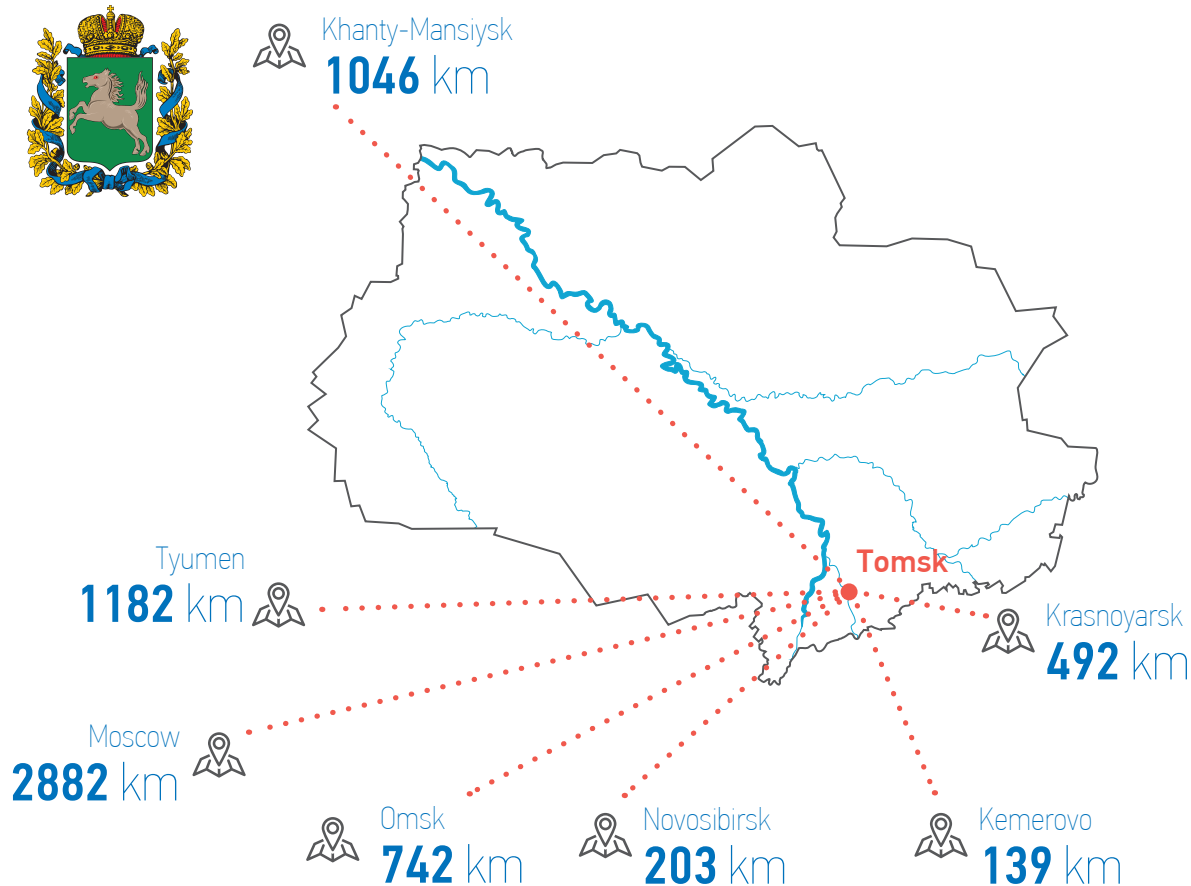 Khanty-Mansiysk
1046 km
Tyumen
1182 km
Tomsk
Krasnoyarsk
492 km
Moscow
2882 km
Omsk
742 km
Novosibirsk
203 km
Kemerovo
139 km